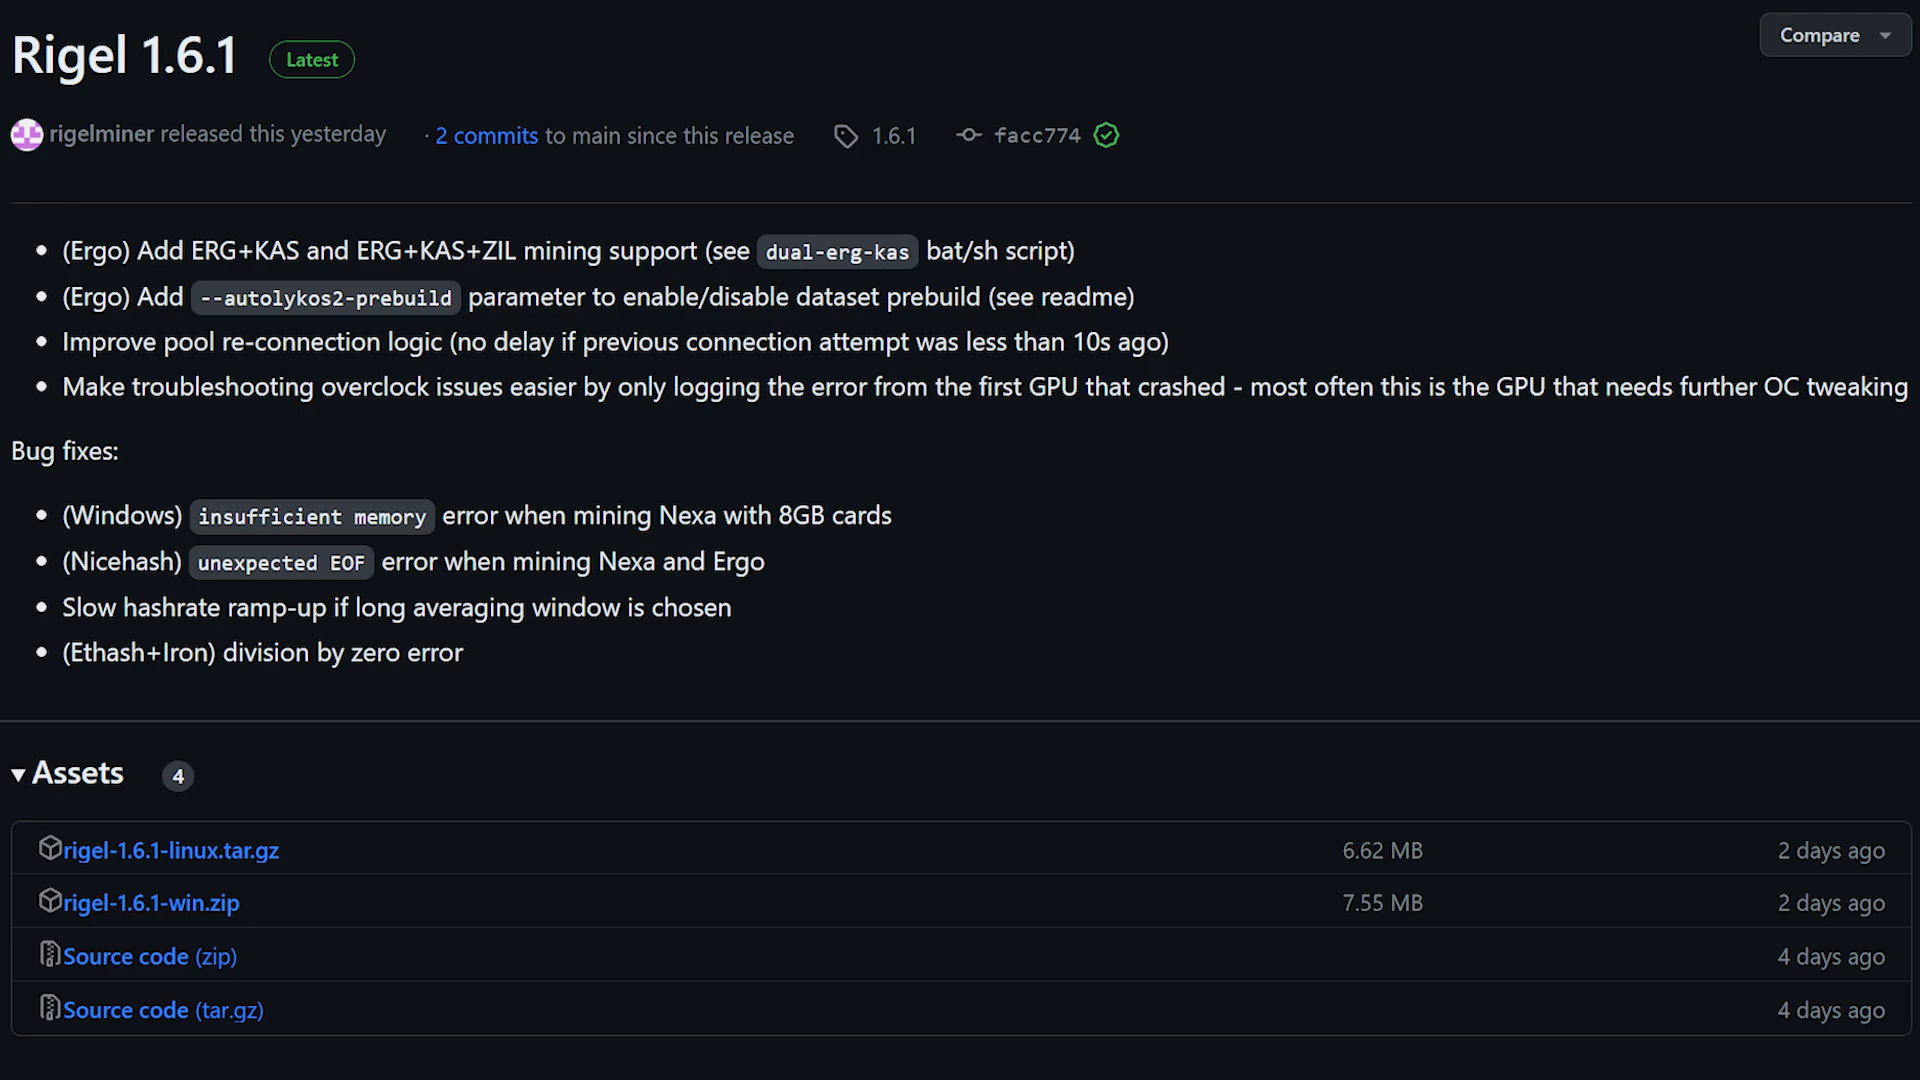 Rigel 1.6.1 Latest
Compare
rigelminer released this yesterday · 2 commits to main since this release 1.6.1 facc774
• (Ergo) Add ERG+KAS and ERG+KAS+ZIL mining support (see dual-erg-kas bat/sh script)
• (Ergo) Add --autolykos2-prebuild parameter to enable/disable dataset prebuild (see readme)
• Improve pool re-connection logic (no delay if previous connection attempt was less than 10s ago)
• Make troubleshooting overclock issues easier by only logging the error from the first GPU that crashed - most often this is the GPU that needs further OC tweaking
Bug fixes:
• (Windows) insufficient memory error when mining Nexa with 8GB cards
• (Nicehash) unexpected EOF error when mining Nexa and Ergo
• Slow hashrate ramp-up if long averaging window is chosen
• (Ethash+Iron) division by zero error
Assets 4
rigel-1.6.1-linux.tar.gz 6.62 MB 2 days ago
rigel-1.6.1-win.zip 7.55 MB 2 days ago
Source code (zip) 4 days ago
Source code (tar.gz) 4 days ago